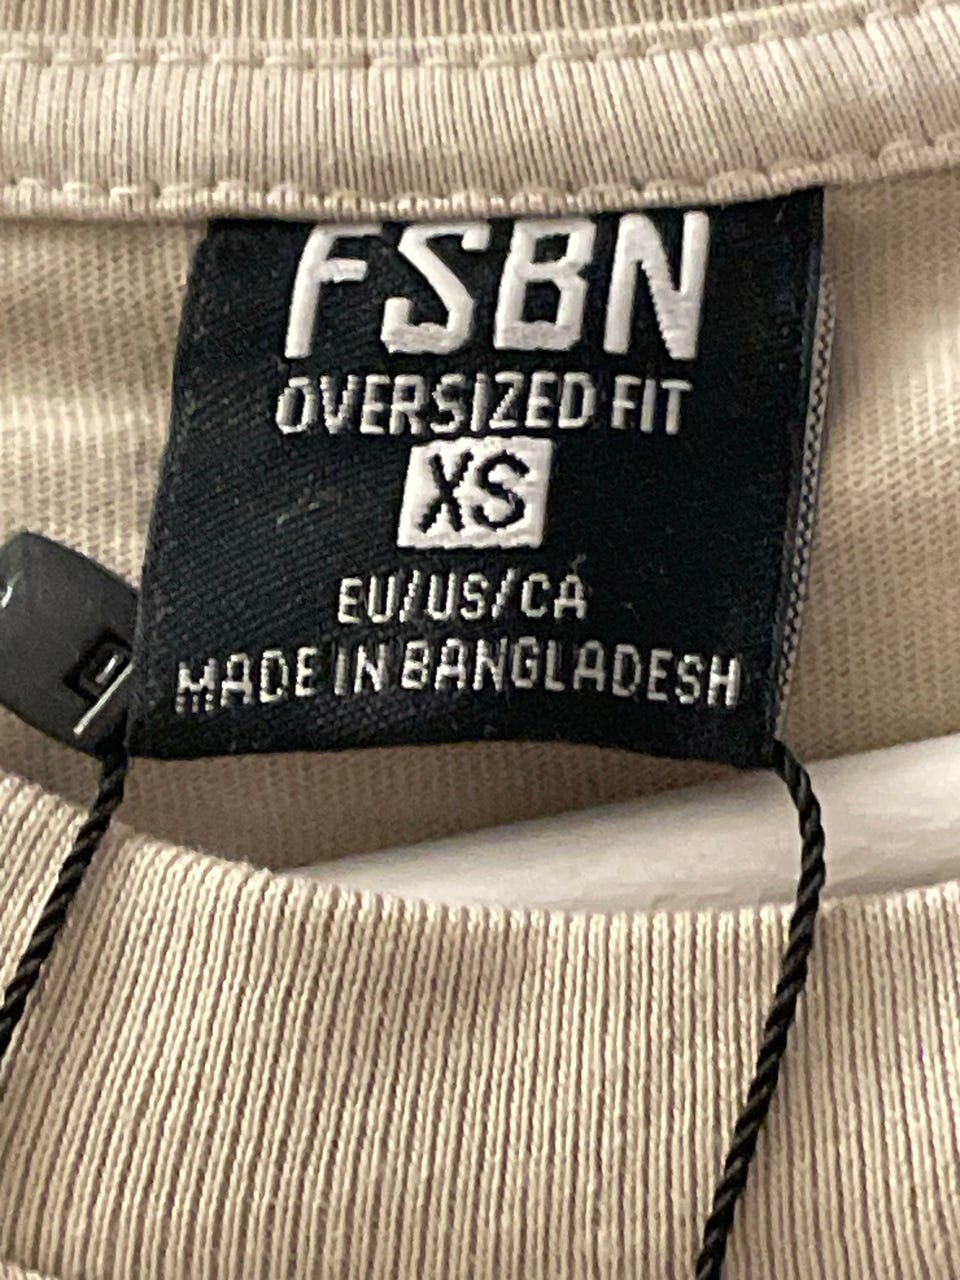 FSBN
OVERSIZED FIT
XS
EU/US/CA
MADE IN BANGLADESH